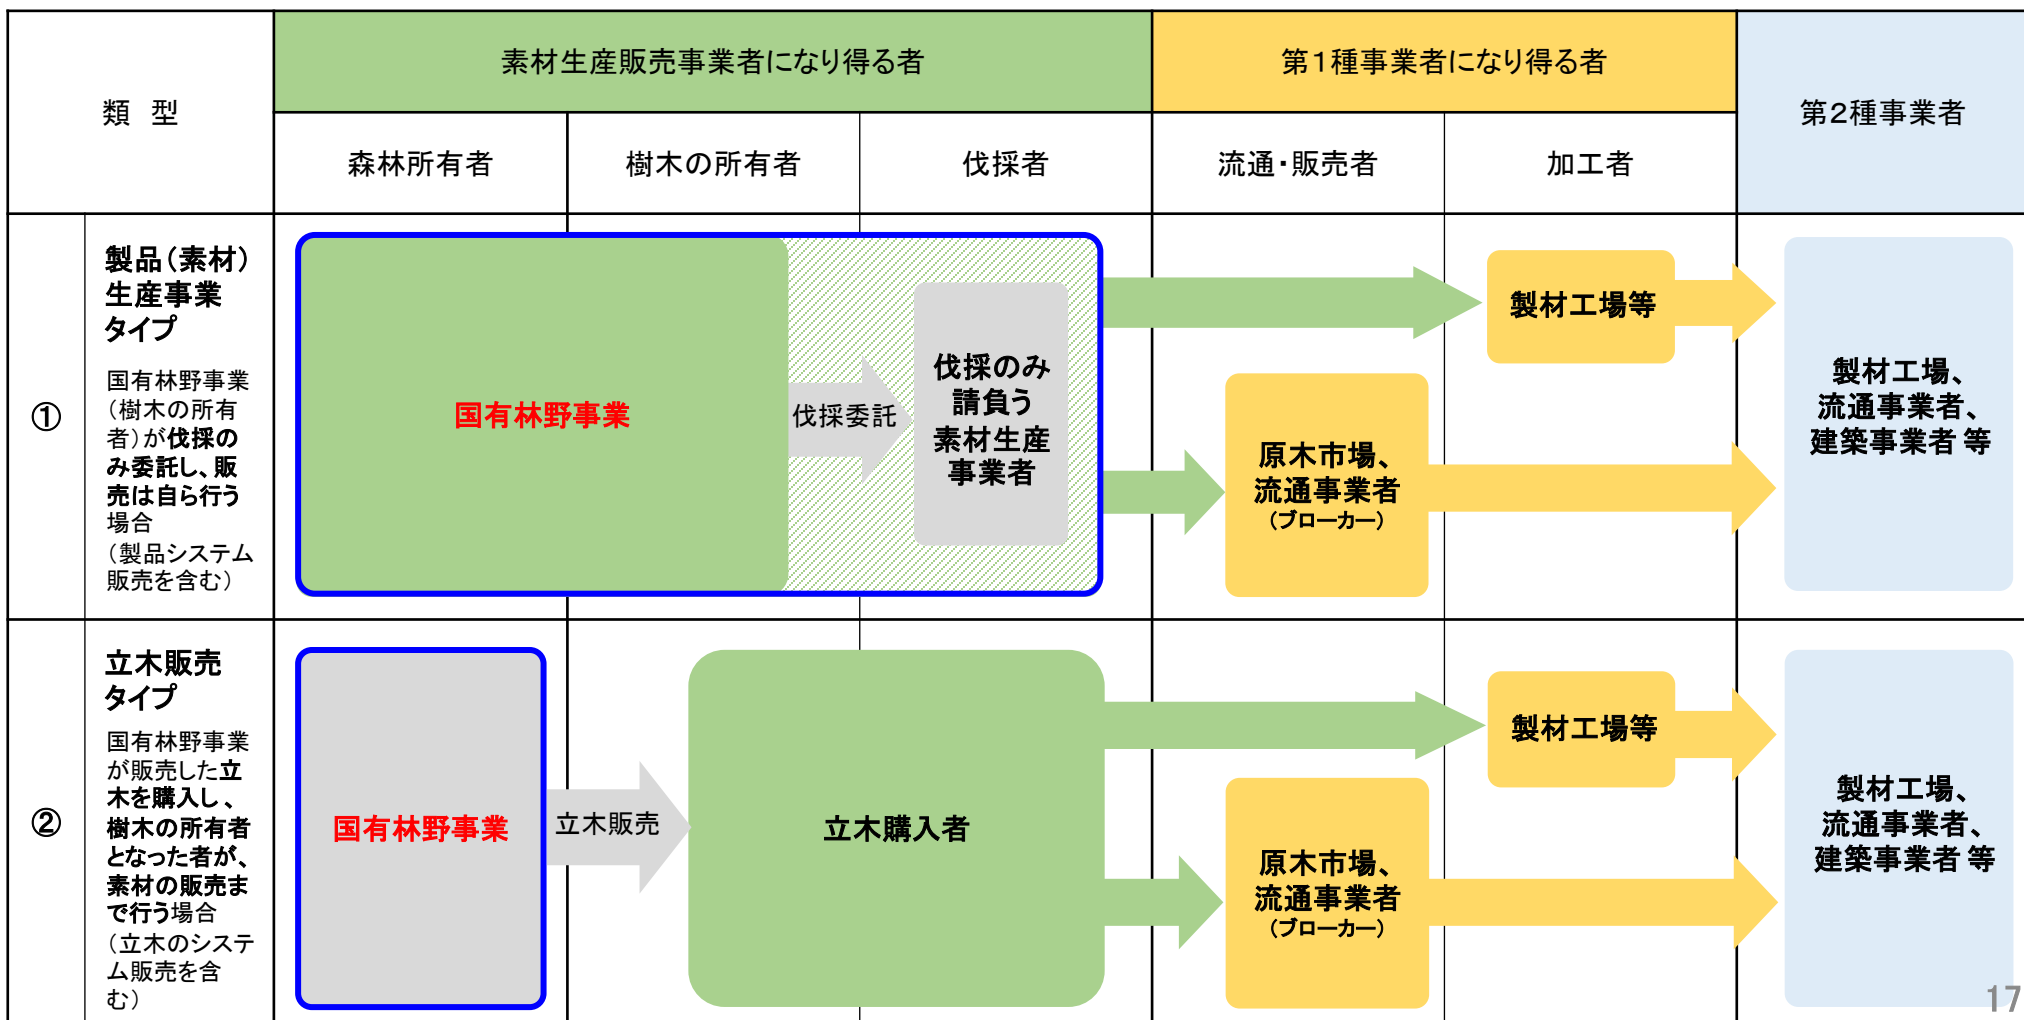 類 型
素材生産販売事業者になり得る者
第１種事業者になり得る者
第２種事業者
森林所有者
樹木の所有者
伐採者
流通・販売者
加工者
①
製品（素材）
生産事業
タイプ
国有林野事業
（樹木の所有
者）が伐採の
み委託し、販
売は自ら行う
場合
（製品システム
販売を含む）
国有林野事業
伐採委託
伐採のみ
請負う
素材生産
事業者
製材工場等
原木市場、
流通事業者
（ブローカー）
製材工場、
流通事業者、
建築事業者 等
②
立木販売
タイプ
国有林野事業
が販売した立
木を購入し、
樹木の所有者
となった者が、
素材の販売ま
で行う場合
（立木のシステ
ム販売を含
む）
国有林野事業
立木販売
立木購入者
製材工場等
原木市場、
流通事業者
（ブローカー）
製材工場、
流通事業者、
建築事業者 等
17